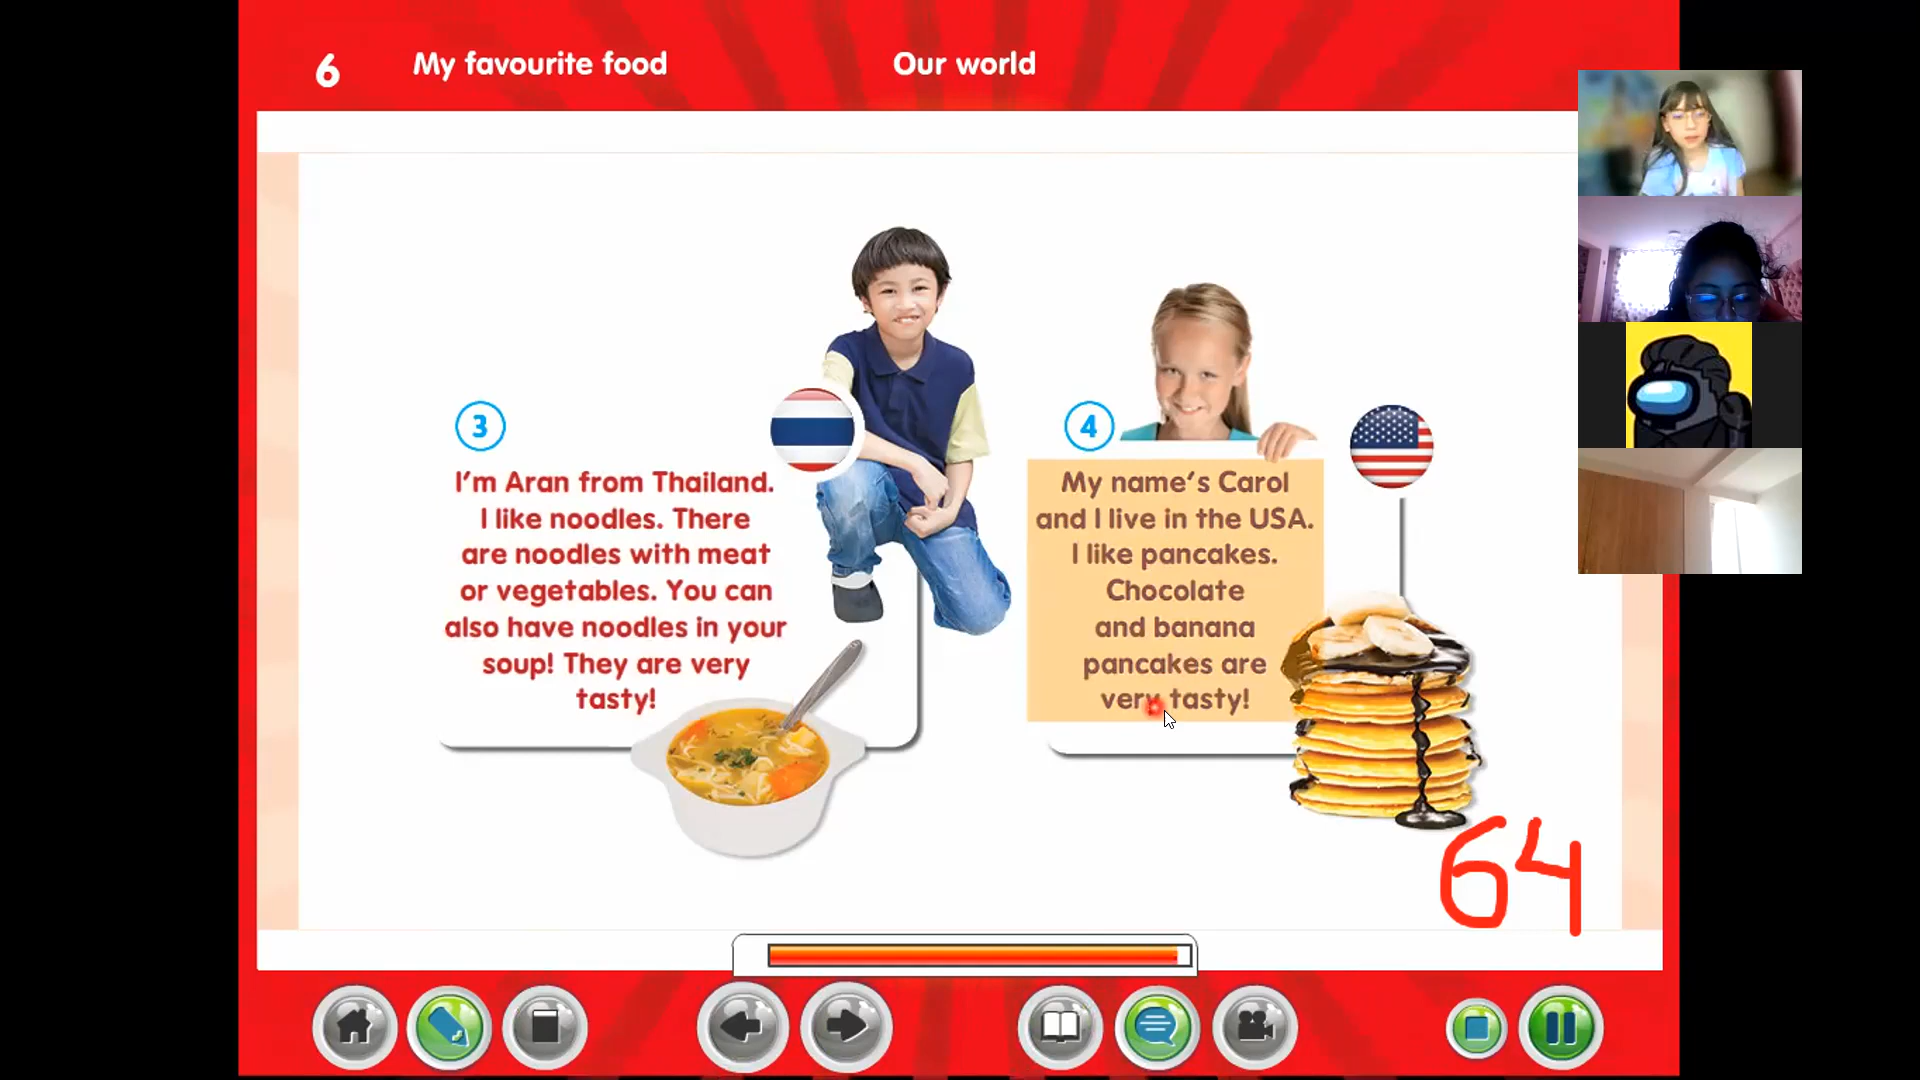 6 My favourite food Our world
3
I'm Aran from Thailand.
I like noodles. There
are noodles with meat
or vegetables. You can
also have noodles in your
soup! They are very
tasty!
4
My name's Carol
and I live in the USA.
I like pancakes.
Chocolate
and banana
pancakes are
very tasty!
64